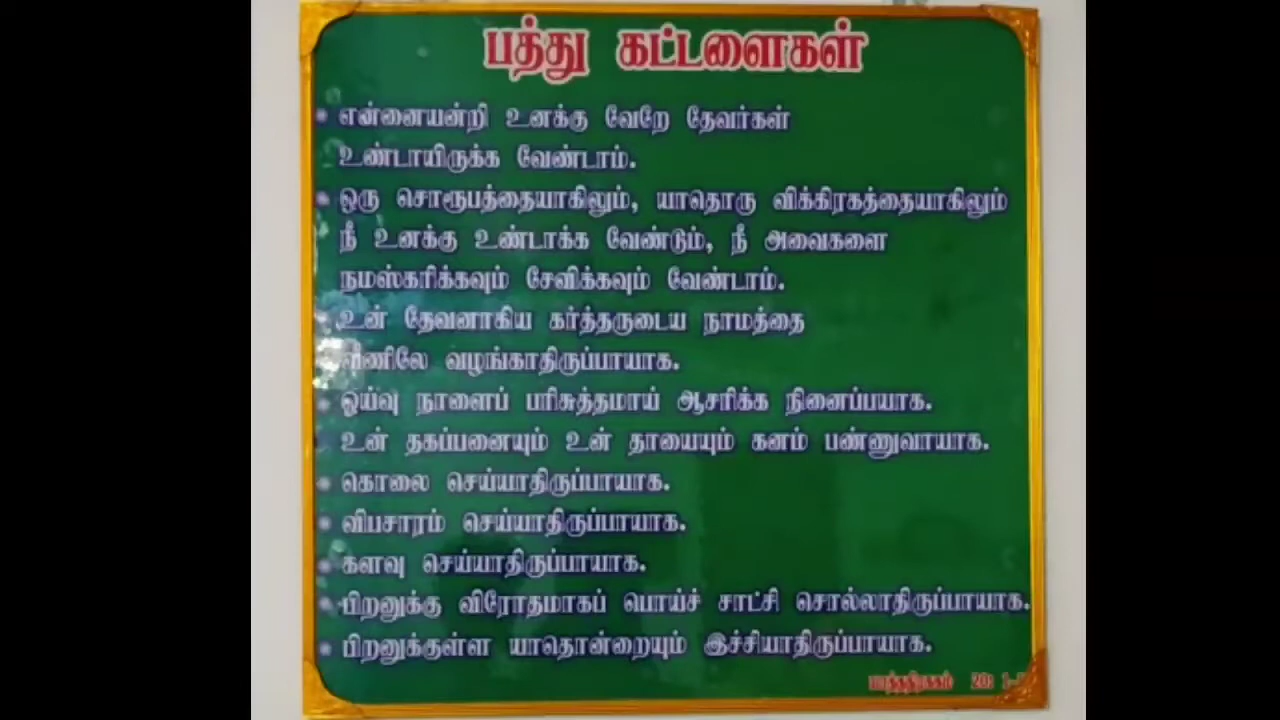 பத்து கட்டளைகள்
என்னையன்றி உனக்கு வேறே தேவர்கள்
உண்டாயிருக்க வேண்டாம்.
ஒரு சொரூபத்தையாகிலும், யாதொரு விக்கிரகத்தையாகிலும்
நீ உனக்கு உண்டாக்க வேண்டும், நீ அவைகளை
நமஸ்கரிக்கவும் சேவிக்கவும் வேண்டாம்.
உன் தேவனாகிய கர்த்தருடைய நாமத்தை
வீணிலே வழங்காதிருப்பாயாக.
ஓய்வு நாளைப் பரிசுத்தமாய் ஆசரிக்க நினைப்பயாக.
உன் தகப்பனையும் உன் தாயையும் கனம் பண்ணுவாயாக.
கொலை செய்யாதிருப்பாயாக.
விபசாரம் செய்யாதிருப்பாயாக.
களவு செய்யாதிருப்பாயாக.
பிறனுக்கு விரோதமாகப் பொய்ச் சாட்சி சொல்லாதிருப்பாயாக.
பிறனுக்குள்ள யாதொன்றையும் இச்சியாதிருப்பாயாக.
20: 1-